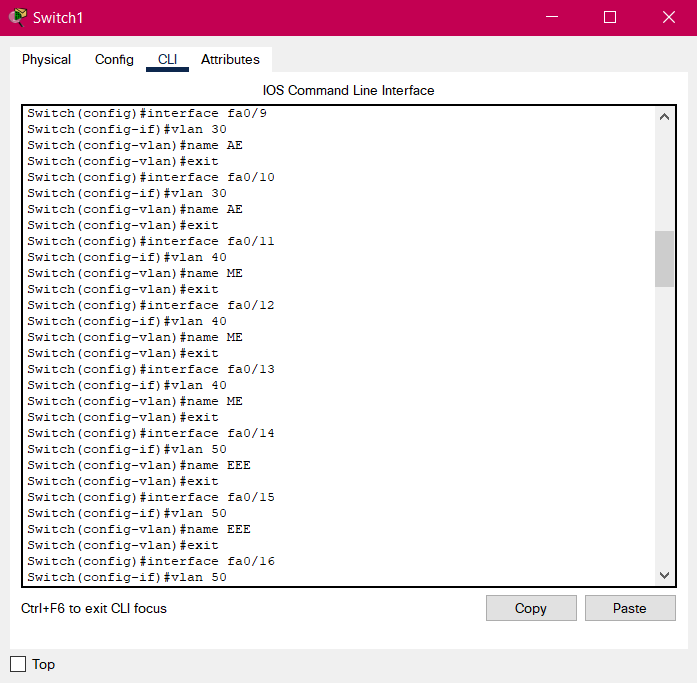 Switch1
Physical Config CLI Attributes
IOS Command Line Interface
Switch(config)#interface fa0/9
Switch(config-if)#vlan 30
Switch(config-vlan)#name AE
Switch(config-vlan)#exit
Switch(config)#interface fa0/10
Switch(config-if)#vlan 30
Switch(config-vlan)#name AE
Switch(config-vlan)#exit
Switch(config)#interface fa0/11
Switch(config-if)#vlan 40
Switch(config-vlan)#name ME
Switch(config-vlan)#exit
Switch(config)#interface fa0/12
Switch(config-if)#vlan 40
Switch(config-vlan)#name ME
Switch(config-vlan)#exit
Switch(config)#interface fa0/13
Switch(config-if)#vlan 40
Switch(config-vlan)#name ME
Switch(config-vlan)#exit
Switch(config)#interface fa0/14
Switch(config-if)#vlan 50
Switch(config-vlan)#name EEE
Switch(config-vlan)#exit
Switch(config)#interface fa0/15
Switch(config-if)#vlan 50
Switch(config-vlan)#name EEE
Switch(config-vlan)#exit
Switch(config)#interface fa0/16
Switch(config-if)#vlan 50
Ctrl+F6 to exit CLI focus Copy Paste
Top